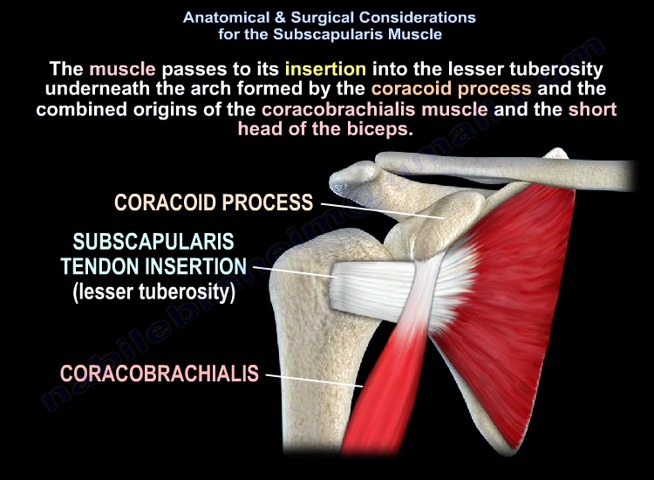 Anatomical & Surgical Considerations
for the Subscapularis Muscle
The muscle passes to its insertion into the lesser tuberosity
underneath the arch formed by the coracoid process and the
combined origins of the coracobrachialis muscle and the short
head of the biceps.
CORACOID PROCESS
SUBSCAPULARIS
TENDON INSERTION
(lesser tuberosity)
CORACOBRACHIALIS